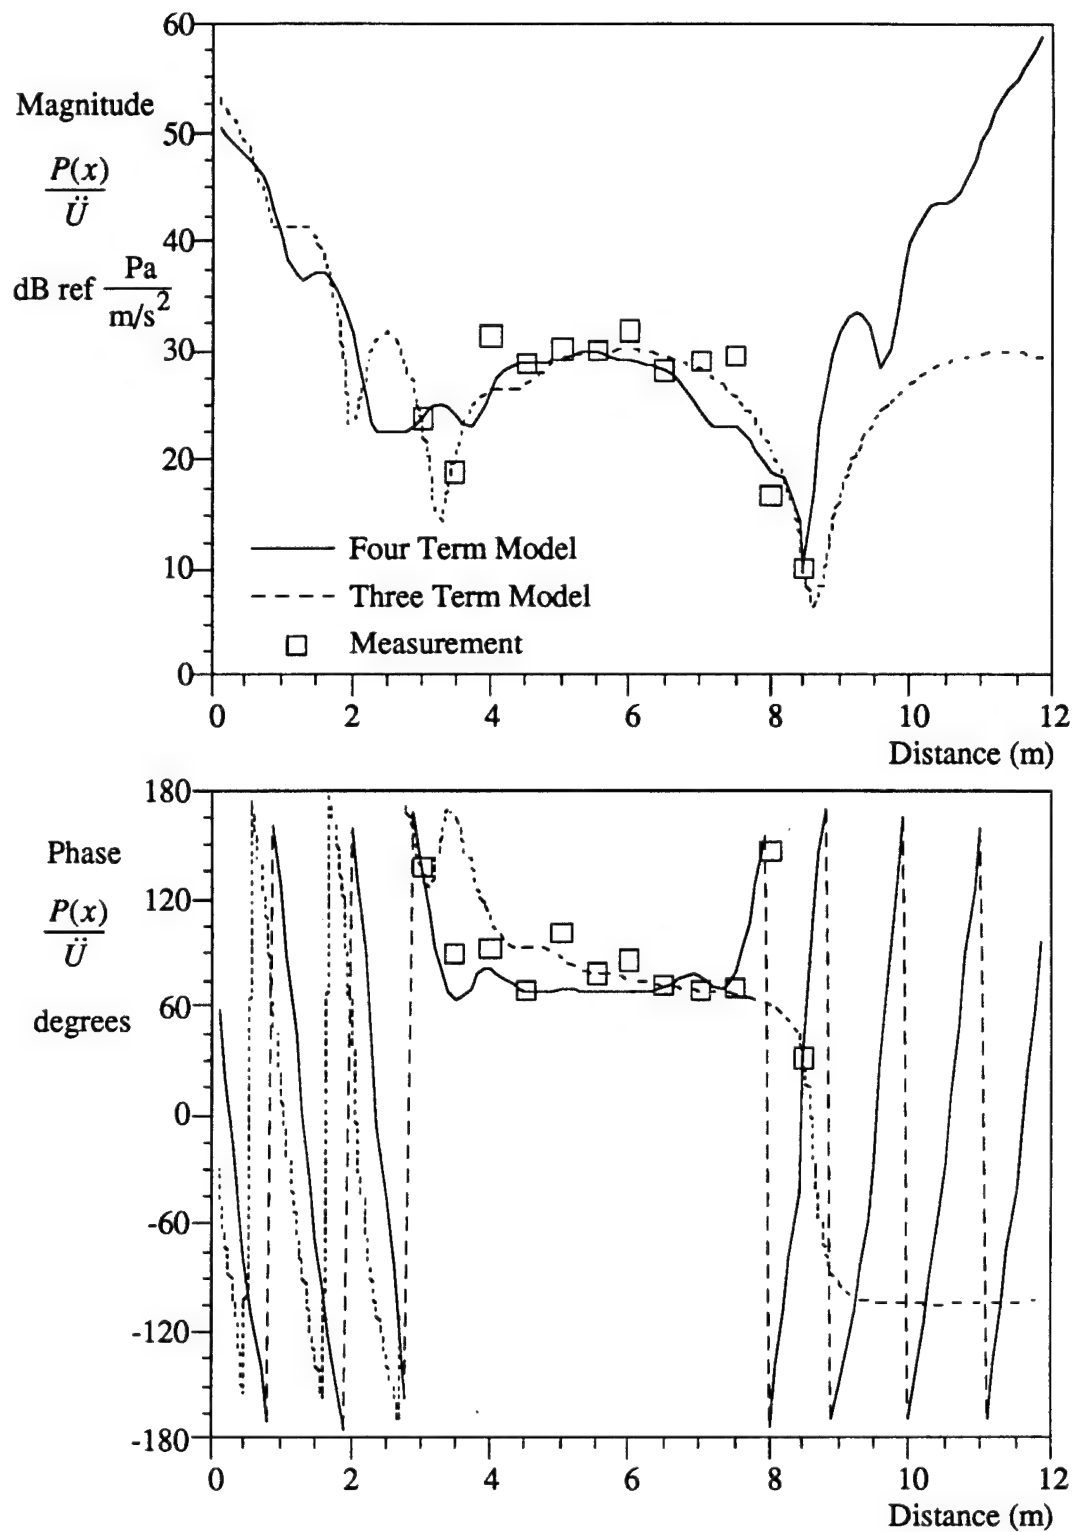 60
Magnitude
50
P(x)
Ü
40
dB ref Pa
m/s²
30
20
10
0
Four Term Model
Three Term Model
Measurement
0 2 4 6 8 10 12
Distance (m)
180
Phase
120
P(x)
Ü
60
degrees
0
-60
-120
-180
0 2 4 6 8 10 12
Distance (m)